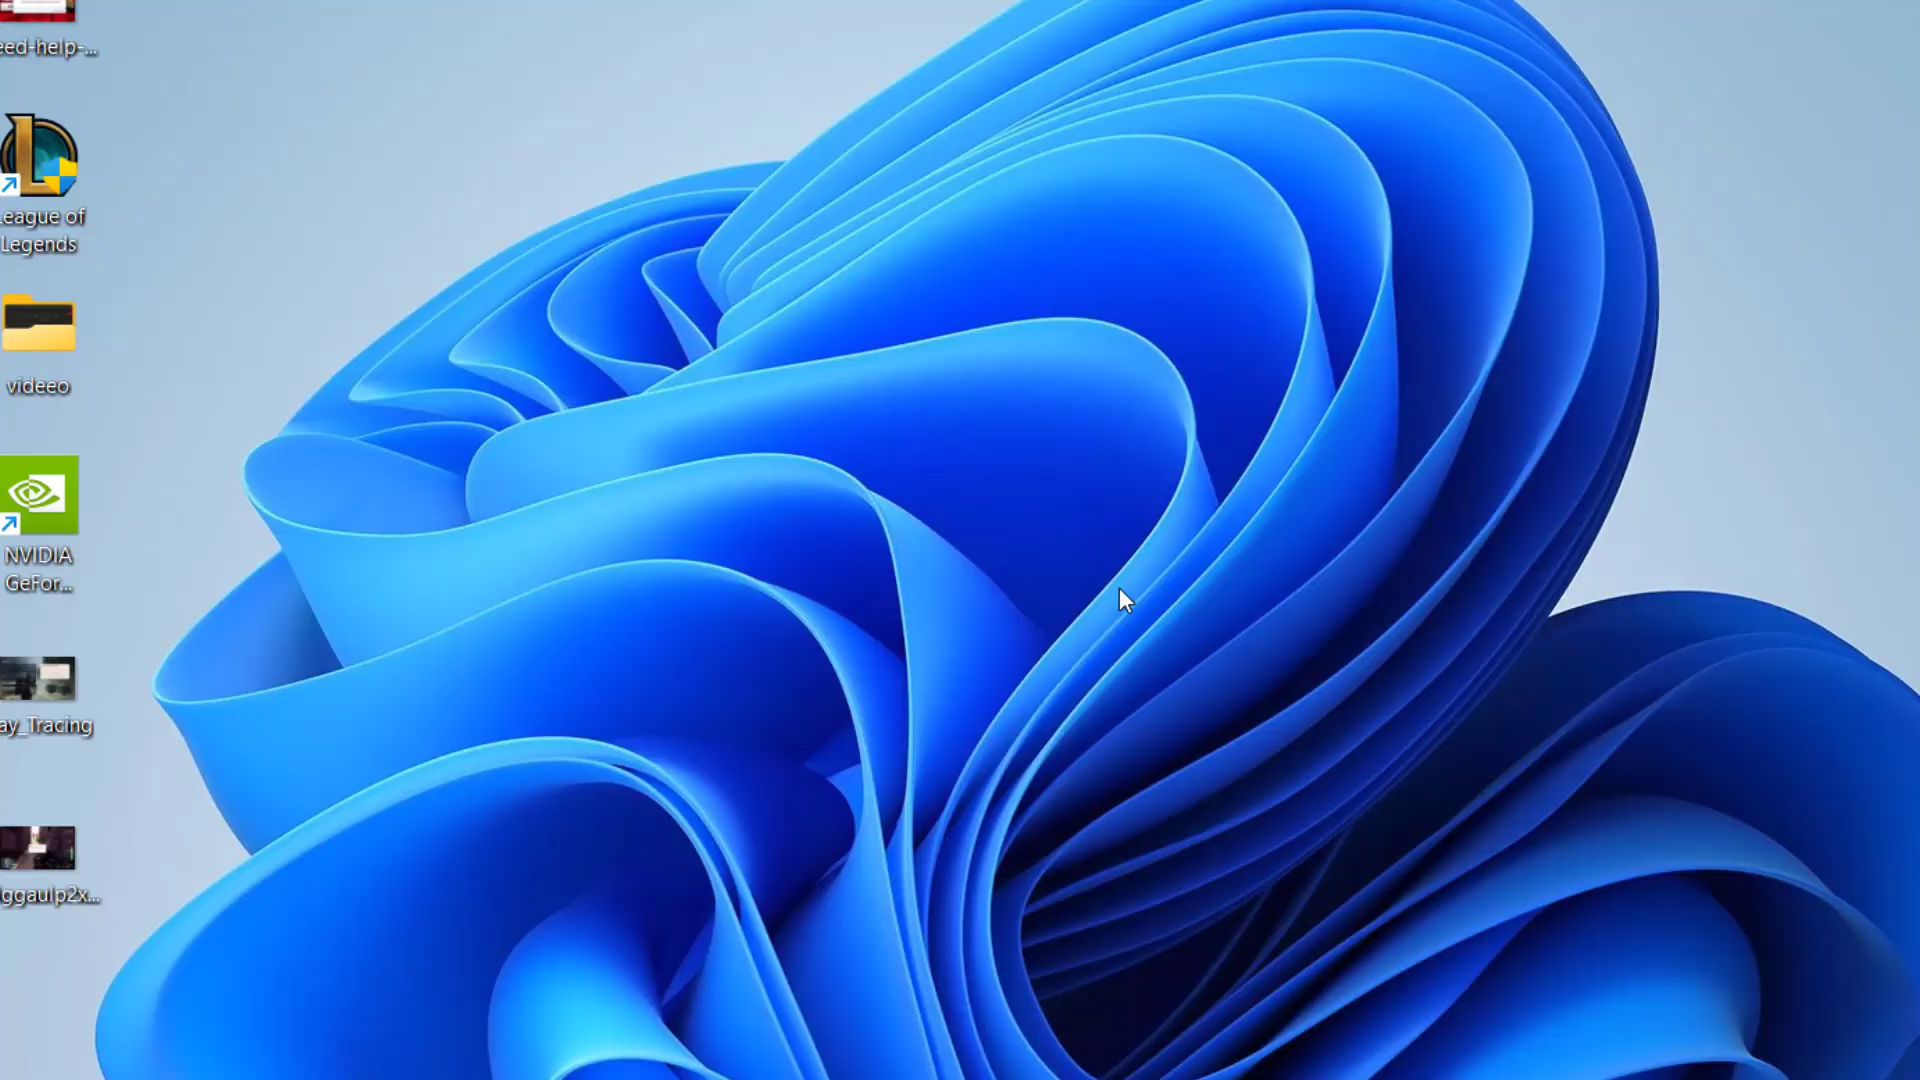 eed-help-...
League of
Legends
videeo
NVIDIA
GeFor...
ay_Tracing
ggaulp2x...